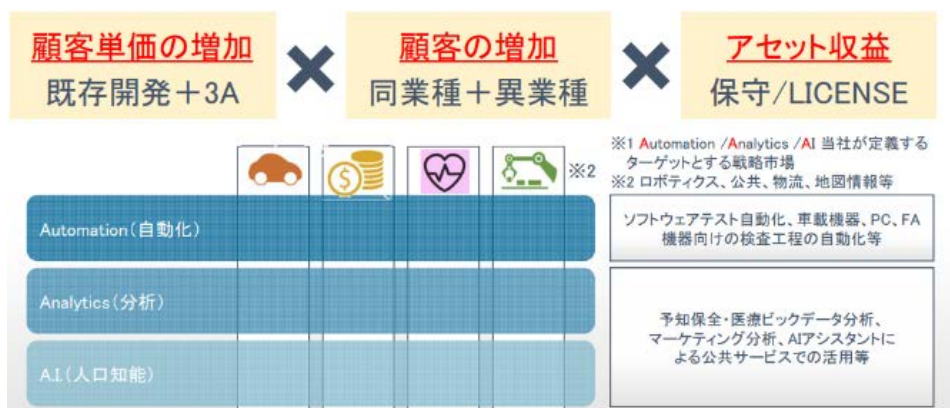 顧客単価の増加
既存開発+3A
×
顧客の増加
同業種+異業種
×
アセット収益
保守/LICENSE
※1 Automation /Analytics /AI 当社が定義する
ターゲットとする戦略市場
※2 ロボティクス、公共、物流、地図情報等
$
※2
Automation(自動化)
ソフトウェアテスト自動化、車載機器、PC、FA
機器向けの検査工程の自動化等
Analytics(分析)
A.I.(人口知能)
予知保全・医療ビックデータ分析、
マーケティング分析、AIアシスタントに
よる公共サービスでの活用等